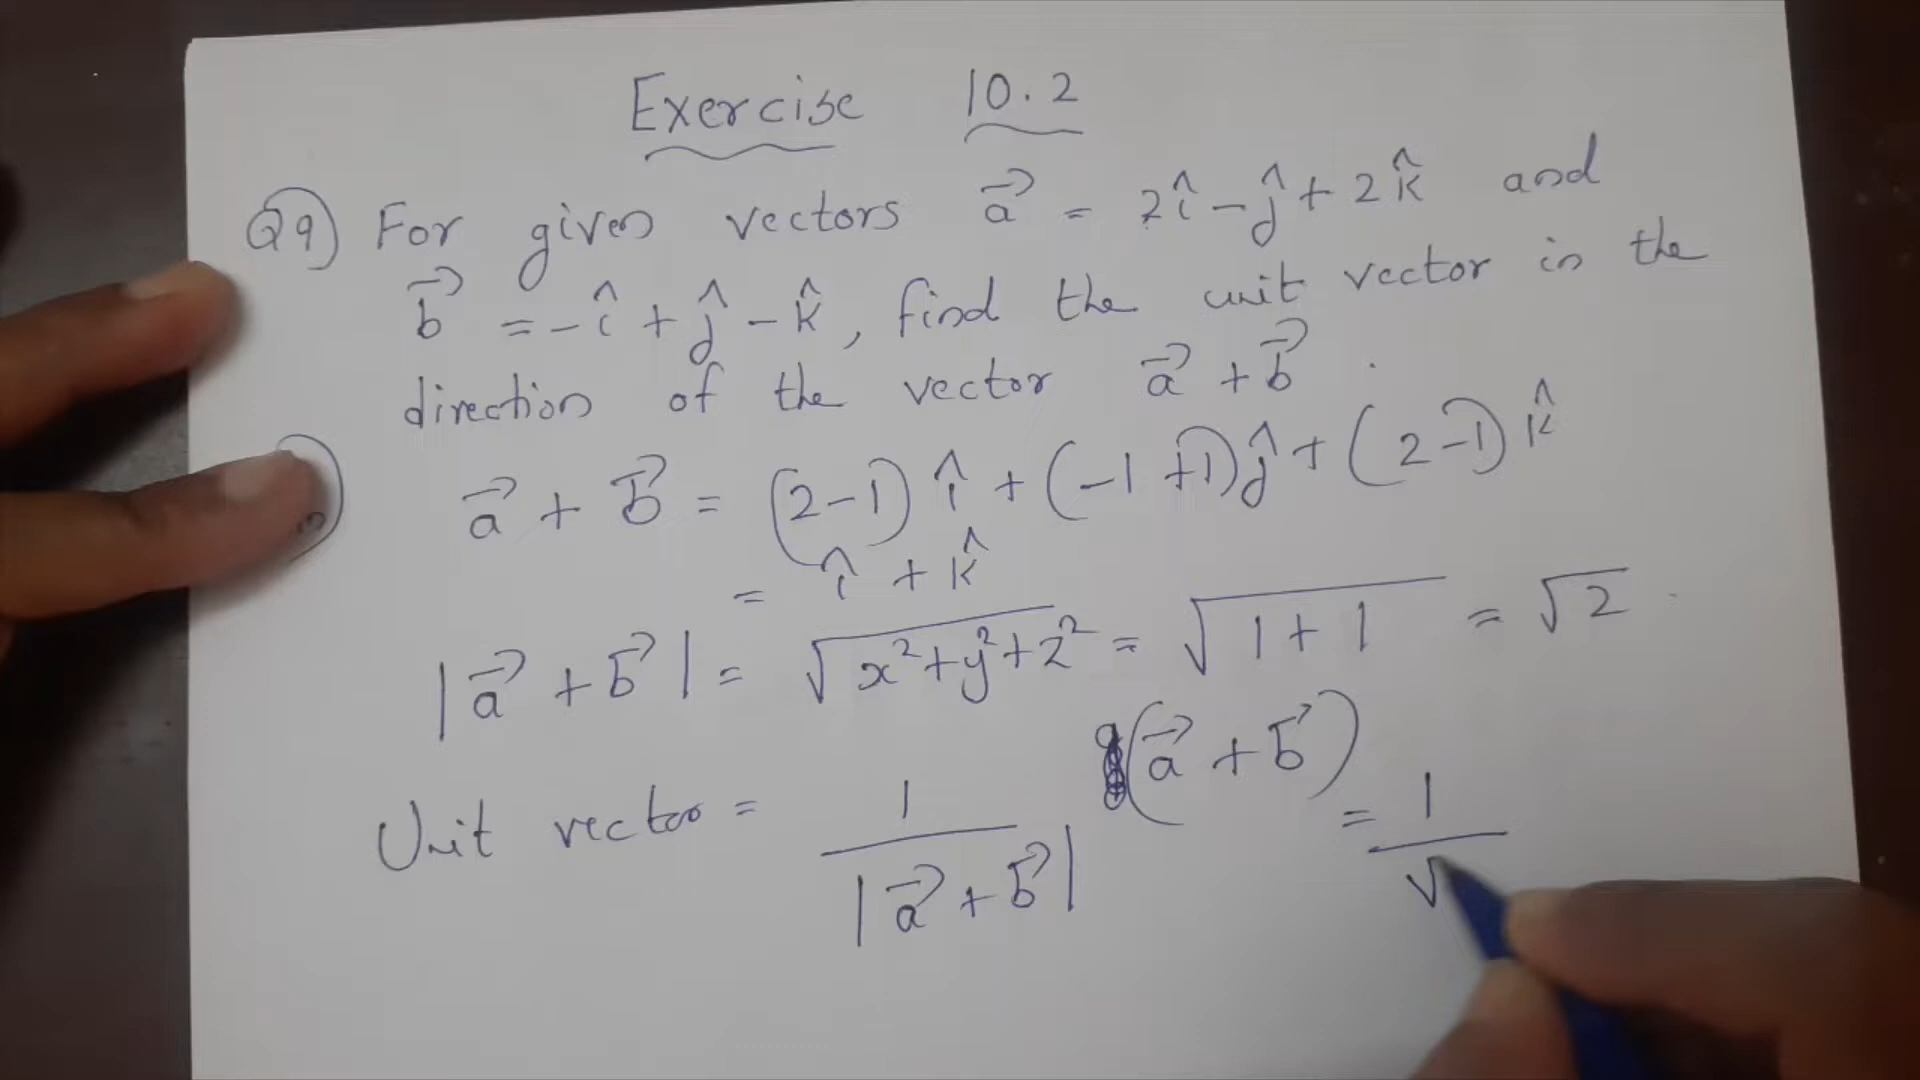 Exercise 10.2
Q9) For given vectors a⃗ = 2î - ĵ + 2k̂ and
b⃗ = -î + ĵ - k̂, find the unit vector in the
direction of the vector a⃗ + b⃗.
a⃗ + b⃗ = (2-1)î + (-1+1)ĵ + (2-1)k̂
= î + k̂
|a⃗ + b⃗| = √(x²+y²+z²) = √(1+1) = √2.
Unit vector = 1/|a⃗ + b⃗| (a⃗ + b⃗) = 1/√